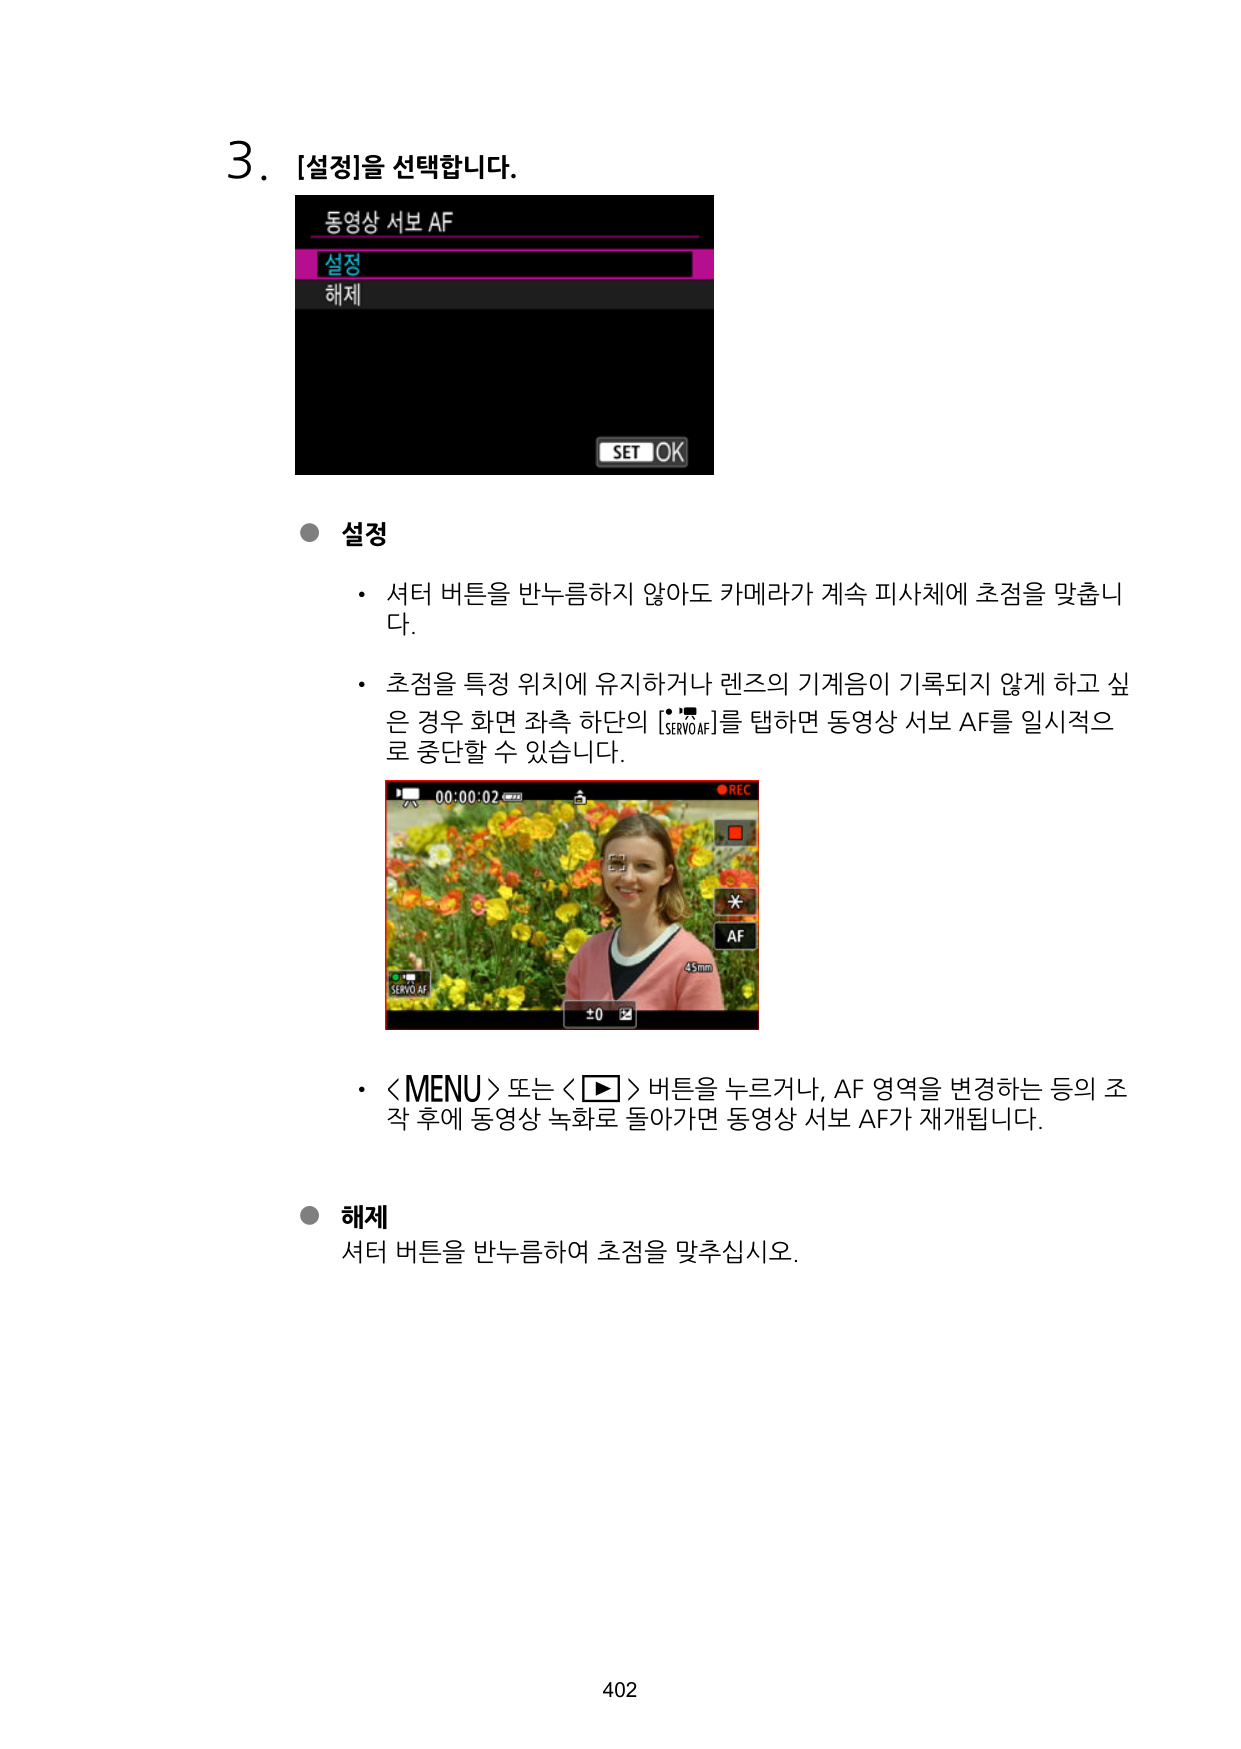 3. [설정]을 선택합니다.
동영상 서보 AF
설정
해제
SET OK
● 설정
• 셔터 버튼을 반누름하지 않아도 카메라가 계속 피사체에 초점을 맞춥니
다.
• 초점을 특정 위치에 유지하거나 렌즈의 기계음이 기록되지 않게 하고 싶
은 경우 화면 좌측 하단의 [SERVO AF]를 탭하면 동영상 서보 AF를 일시적으
로 중단할 수 있습니다.
00:00:02 REC
AF
45mm
SERVO AF
±0
• <MENU> 또는 < > 버튼을 누르거나, AF 영역을 변경하는 등의 조
작 후에 동영상 녹화로 돌아가면 동영상 서보 AF가 재개됩니다.
● 해제
셔터 버튼을 반누름하여 초점을 맞추십시오.
402